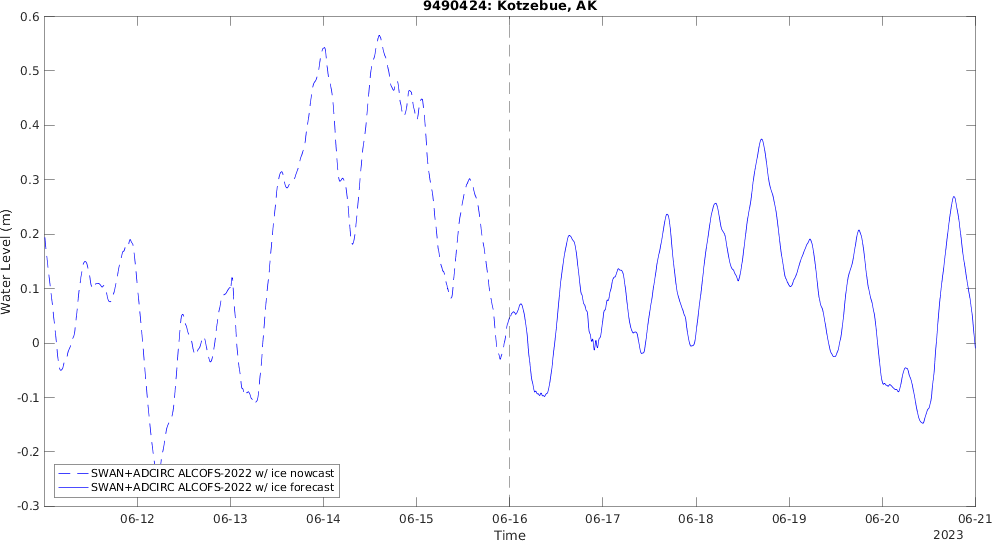 9490424: Kotzebue, AK
0.6
0.5
0.4
0.3
0.2
0.1
0
-0.1
-0.2
-0.3
Water Level (m)
SWAN+ADCIRC ALCOFS-2022 w/ ice nowcast
SWAN+ADCIRC ALCOFS-2022 w/ ice forecast
06-12 06-13 06-14 06-15 06-16 06-17 06-18 06-19 06-20 06-21
Time
2023